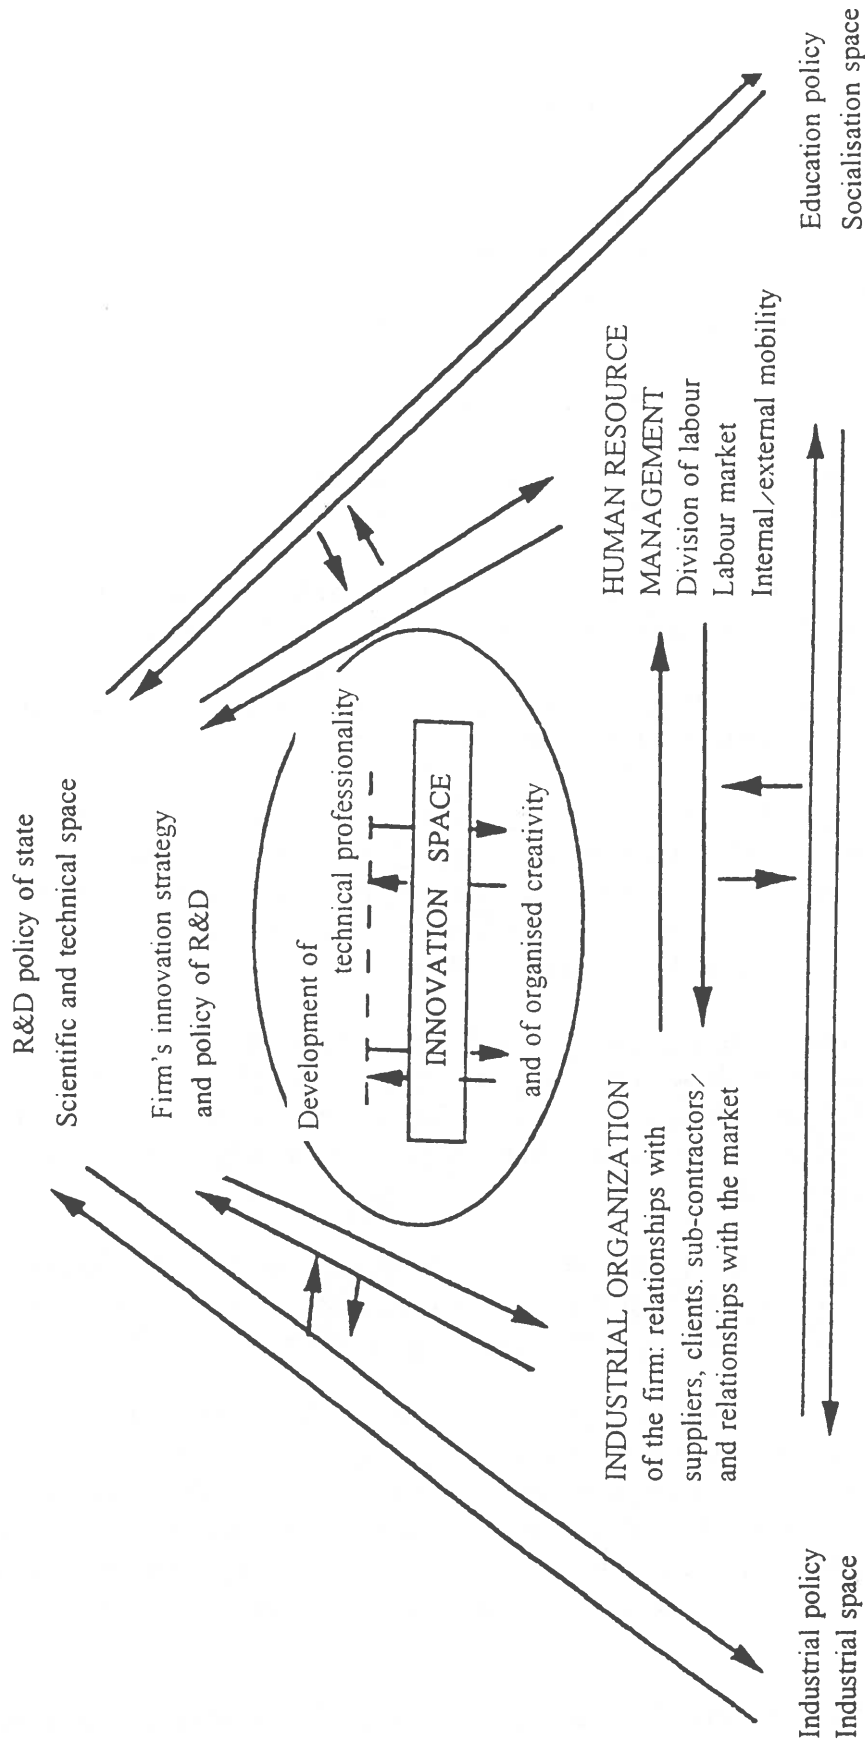 R&D policy of state
Scientific and technical space
Firm's innovation strategy
and policy of R&D
Development of
technical professionality
INNOVATION SPACE
and of organised creativity
INDUSTRIAL ORGANIZATION
of the firm: relationships with
suppliers, clients. sub-contractors/
and relationships with the market
HUMAN RESOURCE
MANAGEMENT
Division of labour
Labour market
Internal/external mobility
Industrial policy
Industrial space
Education policy
Socialisation space